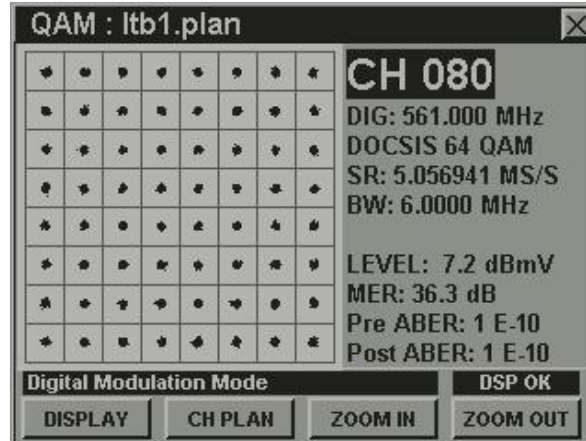 QAM : ltb1.plan
CH 080
DIG: 561.000 MHz
DOCSIS 64 QAM
SR: 5.056941 MS/S
BW: 6.0000 MHz
LEVEL: 7.2 dBmV
MER: 36.3 dB
Pre ABER: 1 E-10
Post ABER: 1 E-10
Digital Modulation Mode
DSP OK
DISPLAY
CH PLAN
ZOOM IN
ZOOM OUT